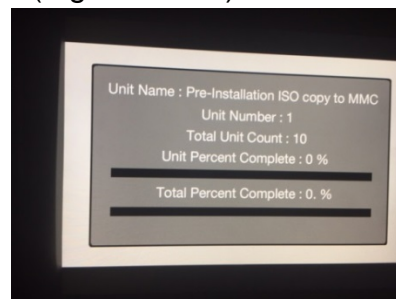 Unit Name : Pre-Installation ISO copy to MMC
Unit Number : 1
Total Unit Count : 10
Unit Percent Complete : 0 %
Total Percent Complete : 0. %